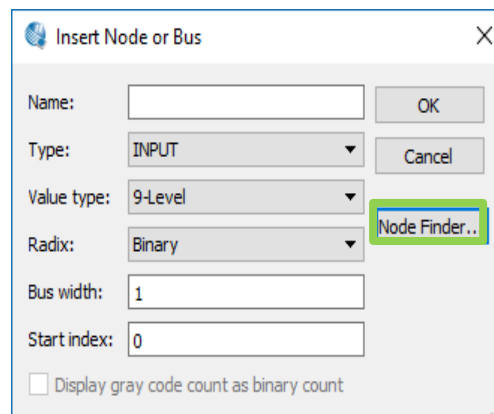 Insert Node or Bus
Name:
OK
Type: INPUT
Cancel
Value type: 9-Level
Node Finder..
Radix: Binary
Bus width: 1
Start index: 0
Display gray code count as binary count